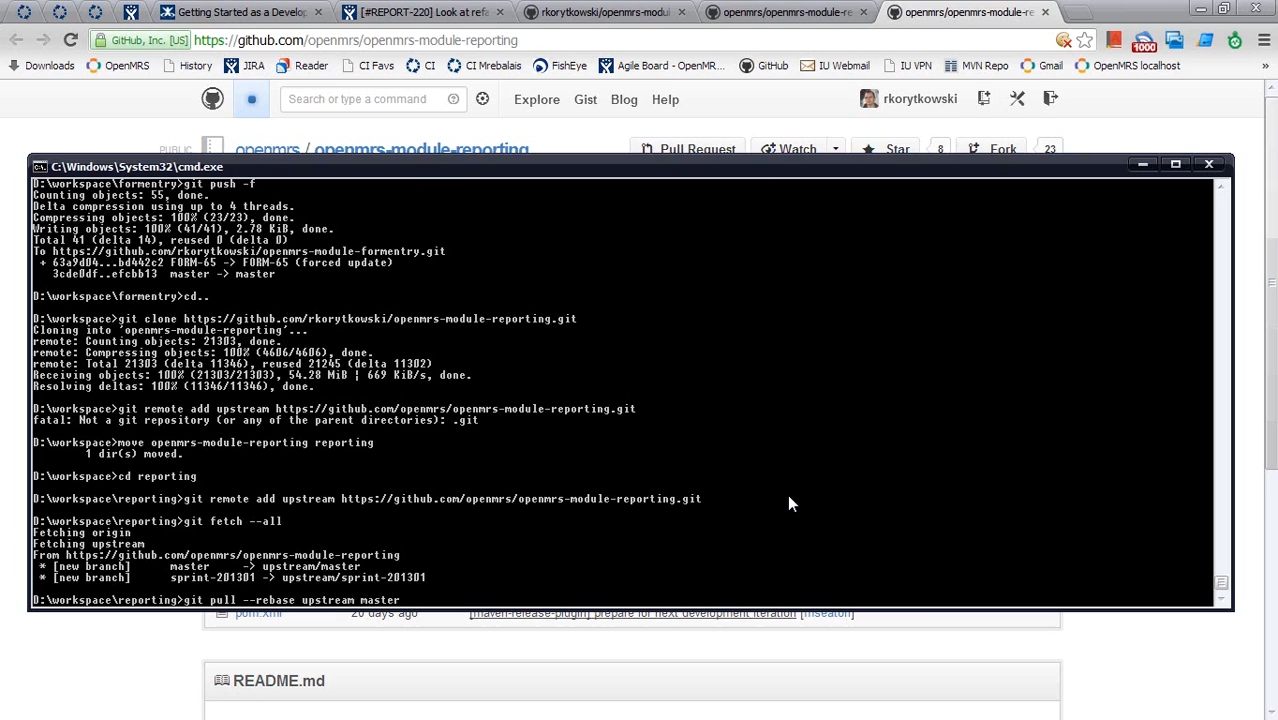 Getting Started as a Develop
[#REPORT-220] Look at refa
rkorytkowski/openmrs-modul
openmrs/openmrs-module-re
openmrs/openmrs-module-re
GitHub, Inc. [US]
https://github.com/openmrs/openmrs-module-reporting
1000
Downloads
OpenMRS
History
JIRA
Reader
CI Favs
CI
CI Mrebalais
FishEye
Agile Board - OpenMR...
GitHub
IU Webmail
IU VPN
MVN Repo
Gmail
OpenMRS localhost
»
Search or type a command
Explore
Gist
Blog
Help
rkorytkowski
PUBLIC
openmrs / openmrs-module-reporting
Pull Request
Watch
Star
8
Fork
23
C:\Windows\System32\cmd.exe
D:\workspace\formentry>git push -f
Counting objects: 55, done.
Delta compression using up to 4 threads.
Compressing objects: 100% (23/23), done.
Writing objects: 100% (41/41), 2.78 KiB, done.
Total 41 (delta 14), reused 0 (delta 0)
To https://github.com/rkorytkowski/openmrs-module-formentry.git
+ 63a9d04...bd442c2 FORM-65 -> FORM-65 (forced update)
3cde0df..efcbb13 master -> master
D:\workspace\formentry>cd..
D:\workspace>git clone https://github.com/rkorytkowski/openmrs-module-reporting.git
Cloning into 'openmrs-module-reporting'...
remote: Counting objects: 21303, done.
remote: Compressing objects: 100% (4606/4606), done.
remote: Total 21303 (delta 11346), reused 21245 (delta 11302)
Receiving objects: 100% (21303/21303), 54.28 MiB | 669 KiB/s, done.
Resolving deltas: 100% (11346/11346), done.
D:\workspace>git remote add upstream https://github.com/openmrs/openmrs-module-reporting.git
fatal: Not a git repository (or any of the parent directories): .git
D:\workspace>move openmrs-module-reporting reporting
1 dir(s) moved.
D:\workspace>cd reporting
D:\workspace\reporting>git remote add upstream https://github.com/openmrs/openmrs-module-reporting.git
D:\workspace\reporting>git fetch --all
Fetching origin
Fetching upstream
From https://github.com/openmrs/openmrs-module-reporting
* [new branch] master -> upstream/master
* [new branch] sprint-201301 -> upstream/sprint-201301
D:\workspace\reporting>git pull --rebase upstream master
pom.xml
20 days ago
[maven-release-plugin] prepare for next development iteration [mseaton]
README.md